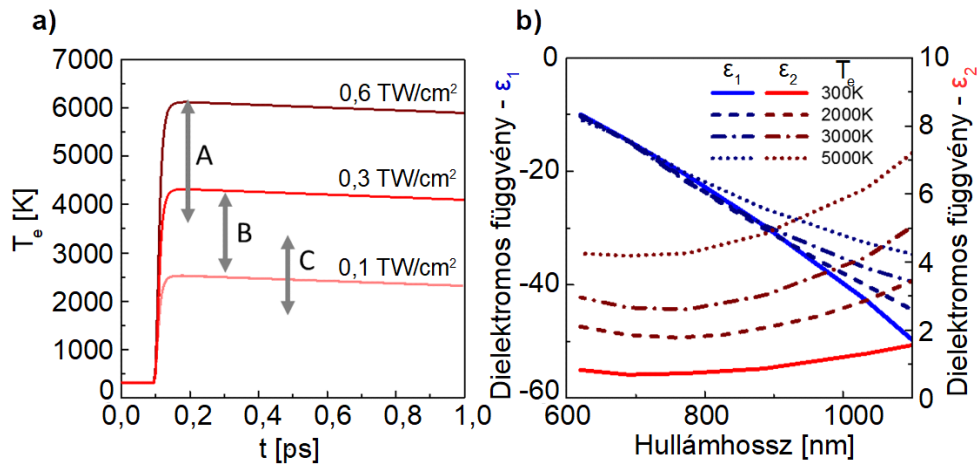 a)
7000
6000
5000
4000
3000
2000
1000
0
Te [K]
0,6 TW/cm²
A
0,3 TW/cm²
B
C
0,1 TW/cm²
0,0 0,2 0,4 0,6 0,8 1,0
t [ps]
b)
0
-20
-40
-60
Dielektromos függvény - ε₁
ε₁ ε₂ Te
300K
2000K
3000K
5000K
10
8
6
4
2
0
Dielektromos függvény - ε₂
600 800 1000
Hullámhossz [nm]